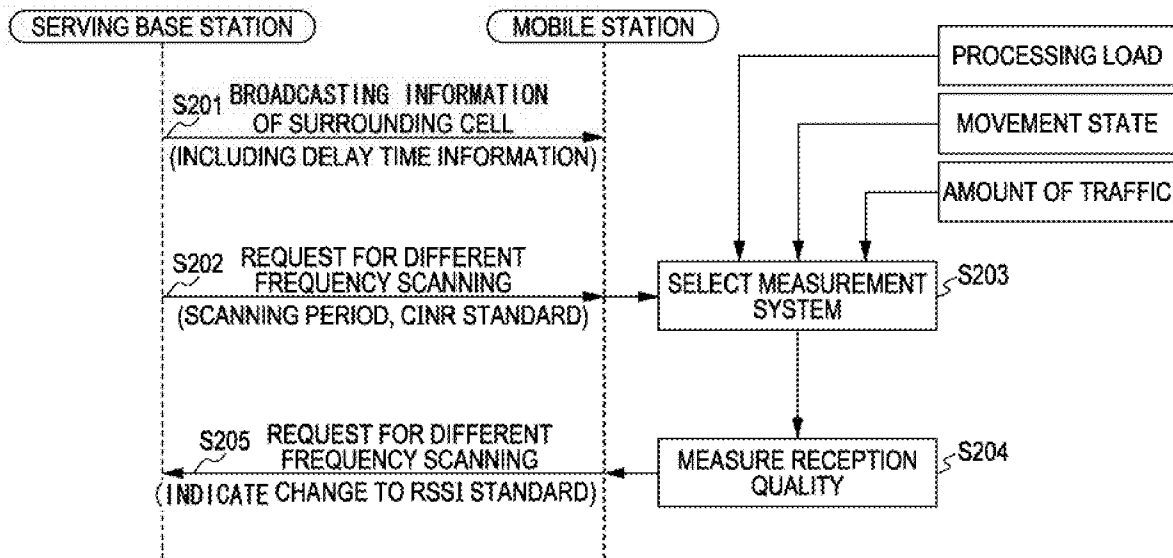 SERVING BASE STATION
MOBILE STATION
PROCESSING LOAD
MOVEMENT STATE
AMOUNT OF TRAFFIC
S201
BROADCASTING INFORMATION
OF SURROUNDING CELL
(INCLUDING DELAY TIME INFORMATION)
S202
REQUEST FOR DIFFERENT
FREQUENCY SCANNING
(SCANNING PERIOD, CINR STANDARD)
SELECT MEASUREMENT
SYSTEM
S203
S205
REQUEST FOR DIFFERENT
FREQUENCY SCANNING
(INDICATE CHANGE TO RSSI STANDARD)
MEASURE RECEPTION
QUALITY
S204